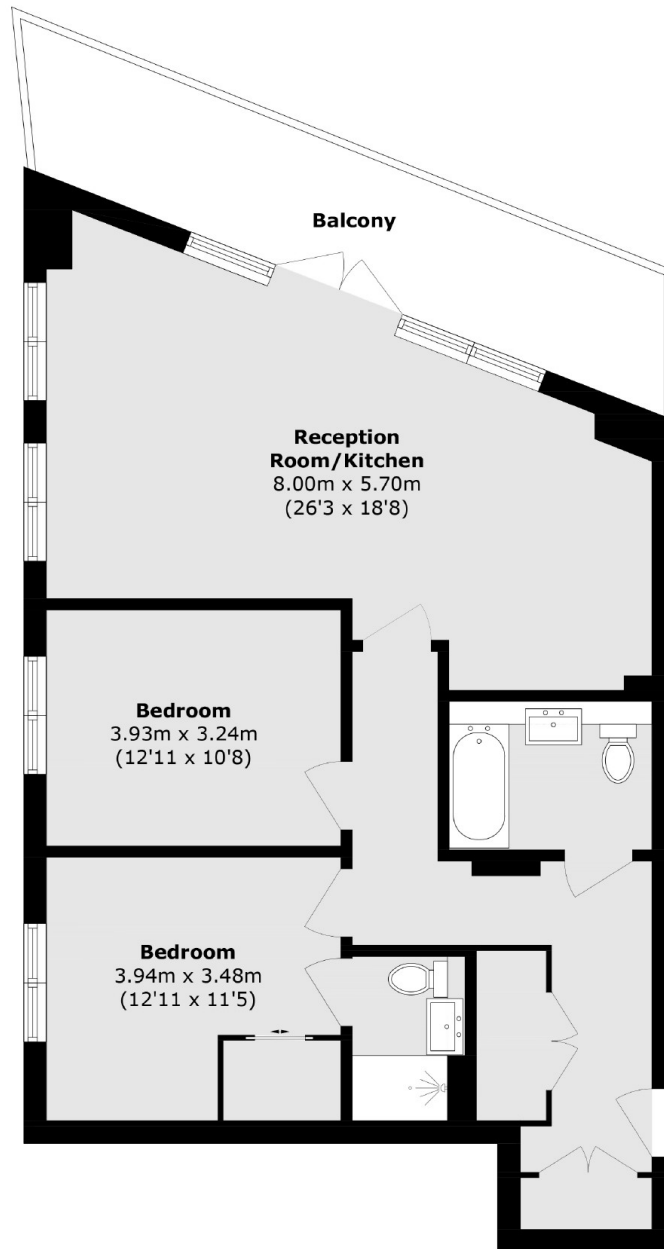 Balcony
Reception
Room/Kitchen
8.00m x 5.70m
(26'3 x 18'8)
Bedroom
3.93m x 3.24m
(12'11 x 10'8)
Bedroom
3.94m x 3.48m
(12'11 x 11'5)